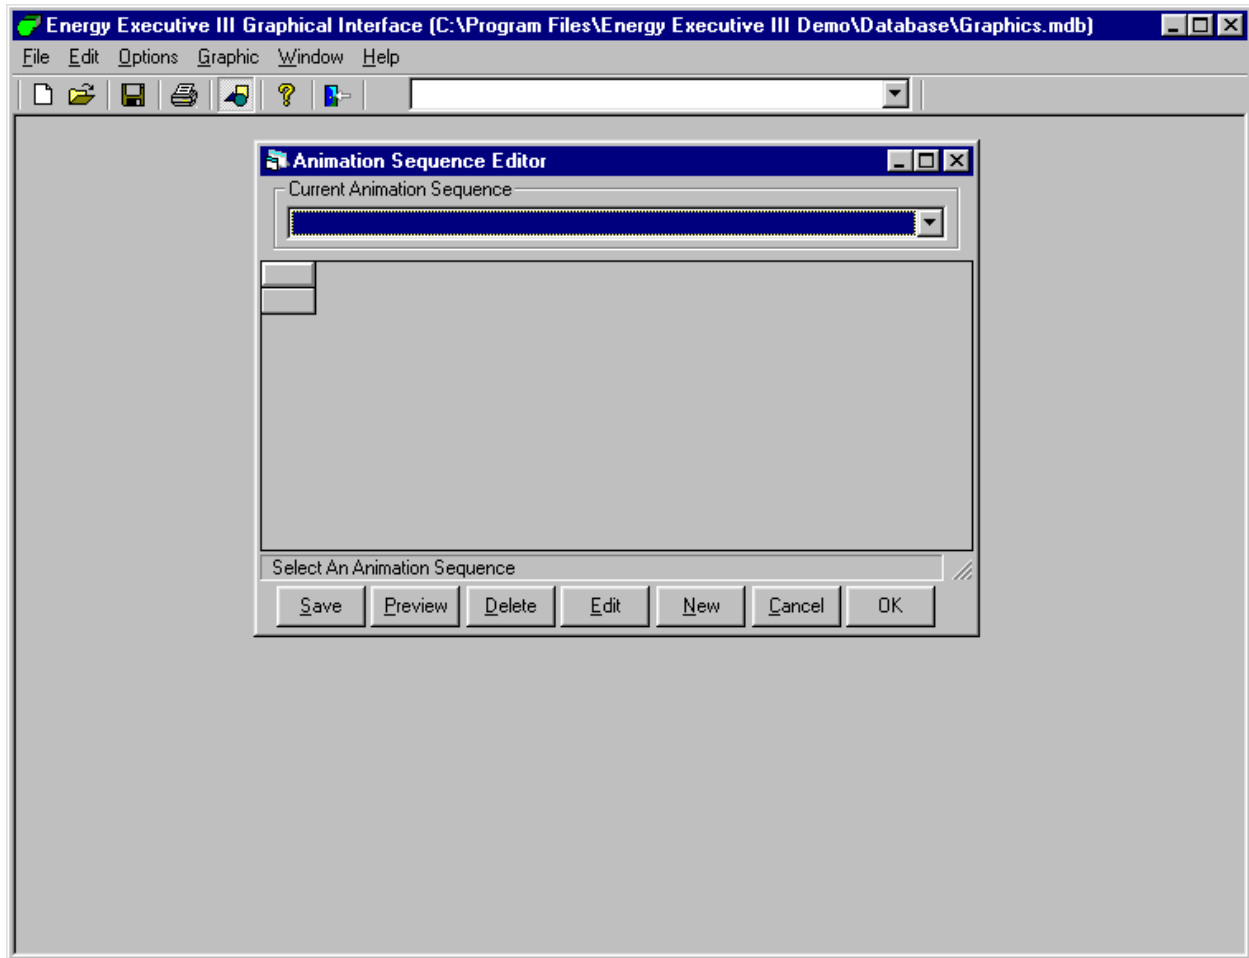 Energy Executive III Graphical Interface (C:\Program Files\Energy Executive III Demo\Database\Graphics.mdb)
File Edit Options Graphic Window Help
Animation Sequence Editor
Current Animation Sequence
Select An Animation Sequence
Save Preview Delete Edit New Cancel OK